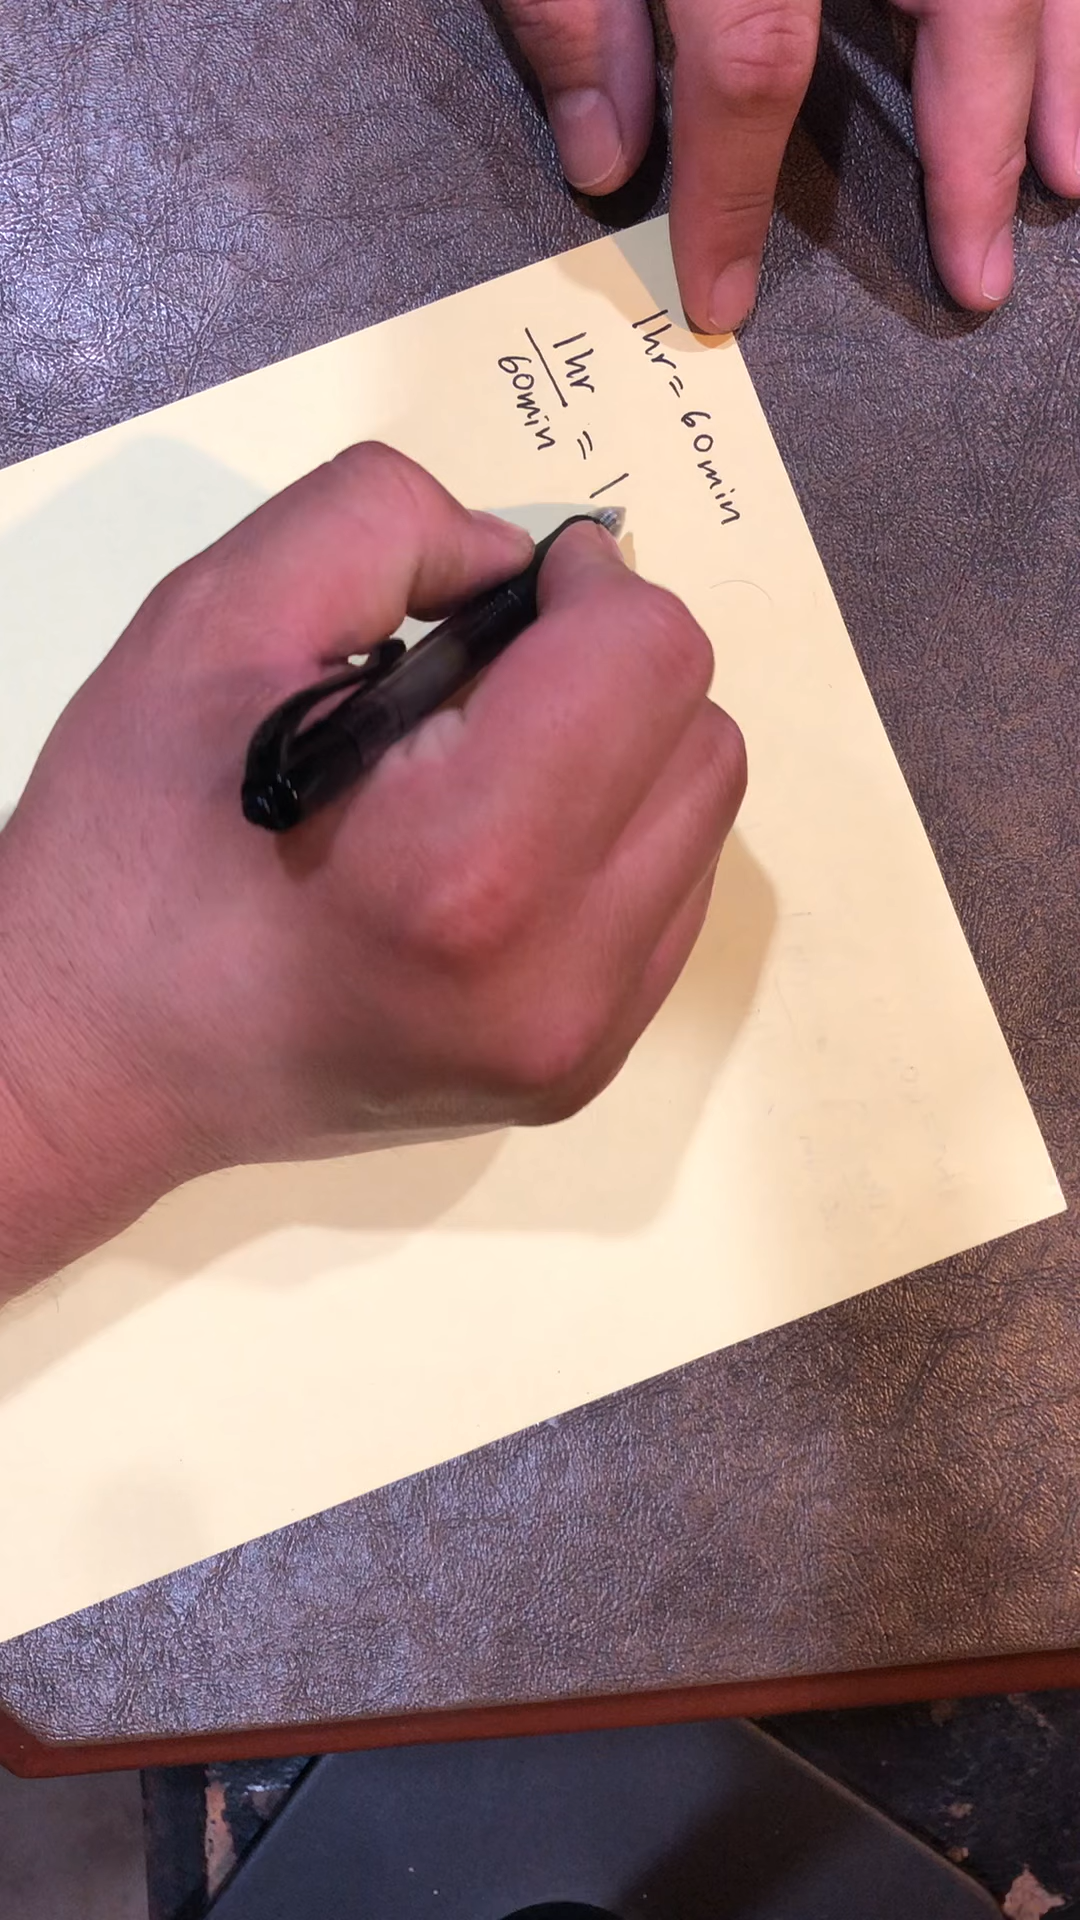 1hr = 60min
1hr = 1
60min